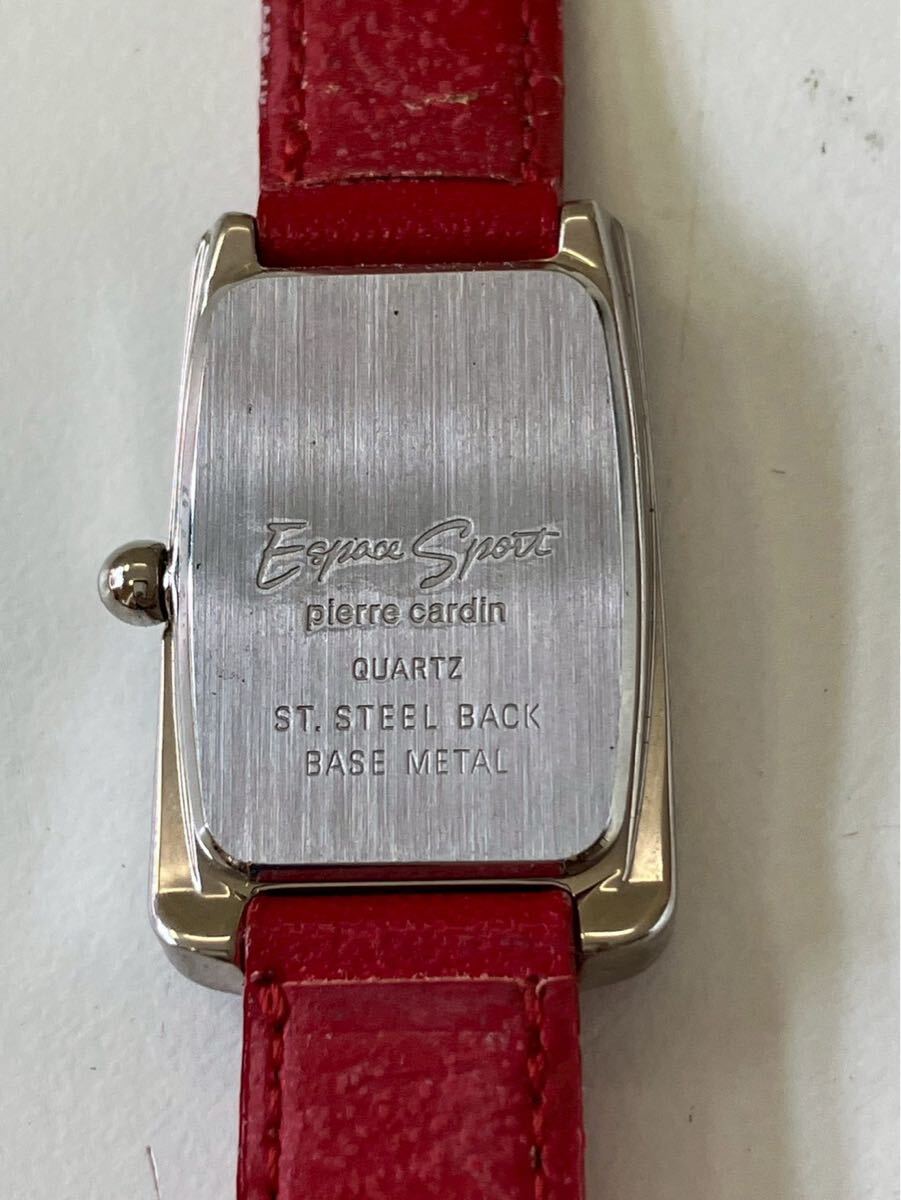 Espace Sport
pierre cardin
QUARTZ
ST. STEEL BACK
BASE METAL